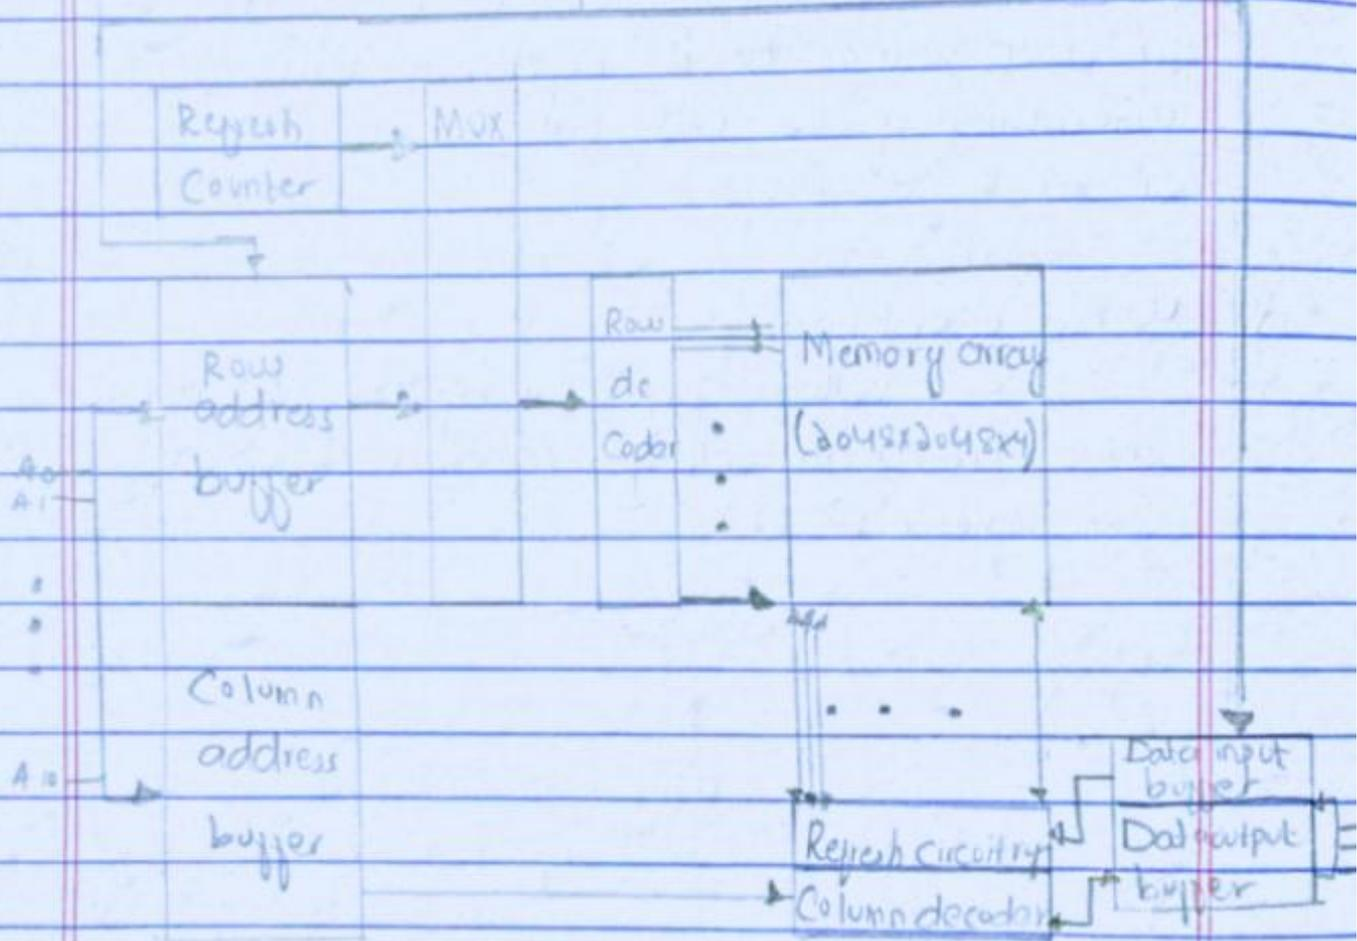 Refresh
Counter
MUX
Row
address
buffer
Row
de
Coder
Memory array
(2048x2048x4)
A0
A1
A10
Column
address
buffer
Data input
buffer
Data output
buffer
Refresh Circuitry
Column decoder